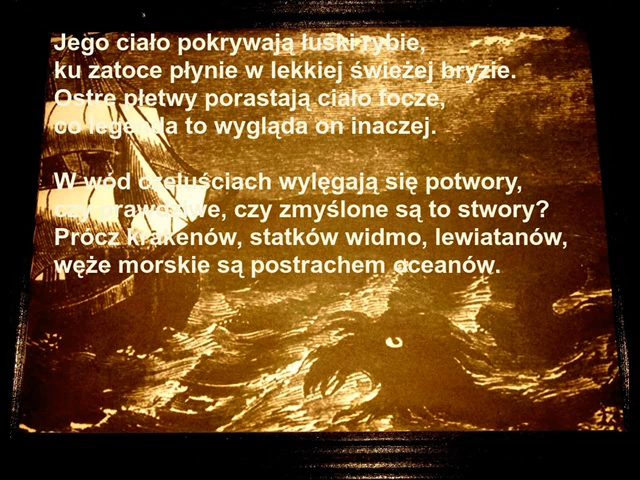 Jego ciało pokrywają łuski rybie,
ku zatoce płynie w lekkiej świeżej bryzie.
Ostre płetwy porastają ciało focze,
co legenda to wygląda on inaczej.

W wód czeluściach wylęgają się potwory,
czy prawdziwe, czy zmyślone są to stwory?
Prócz krakenów, statków widmo, lewiatanów,
węże morskie są postrachem oceanów.